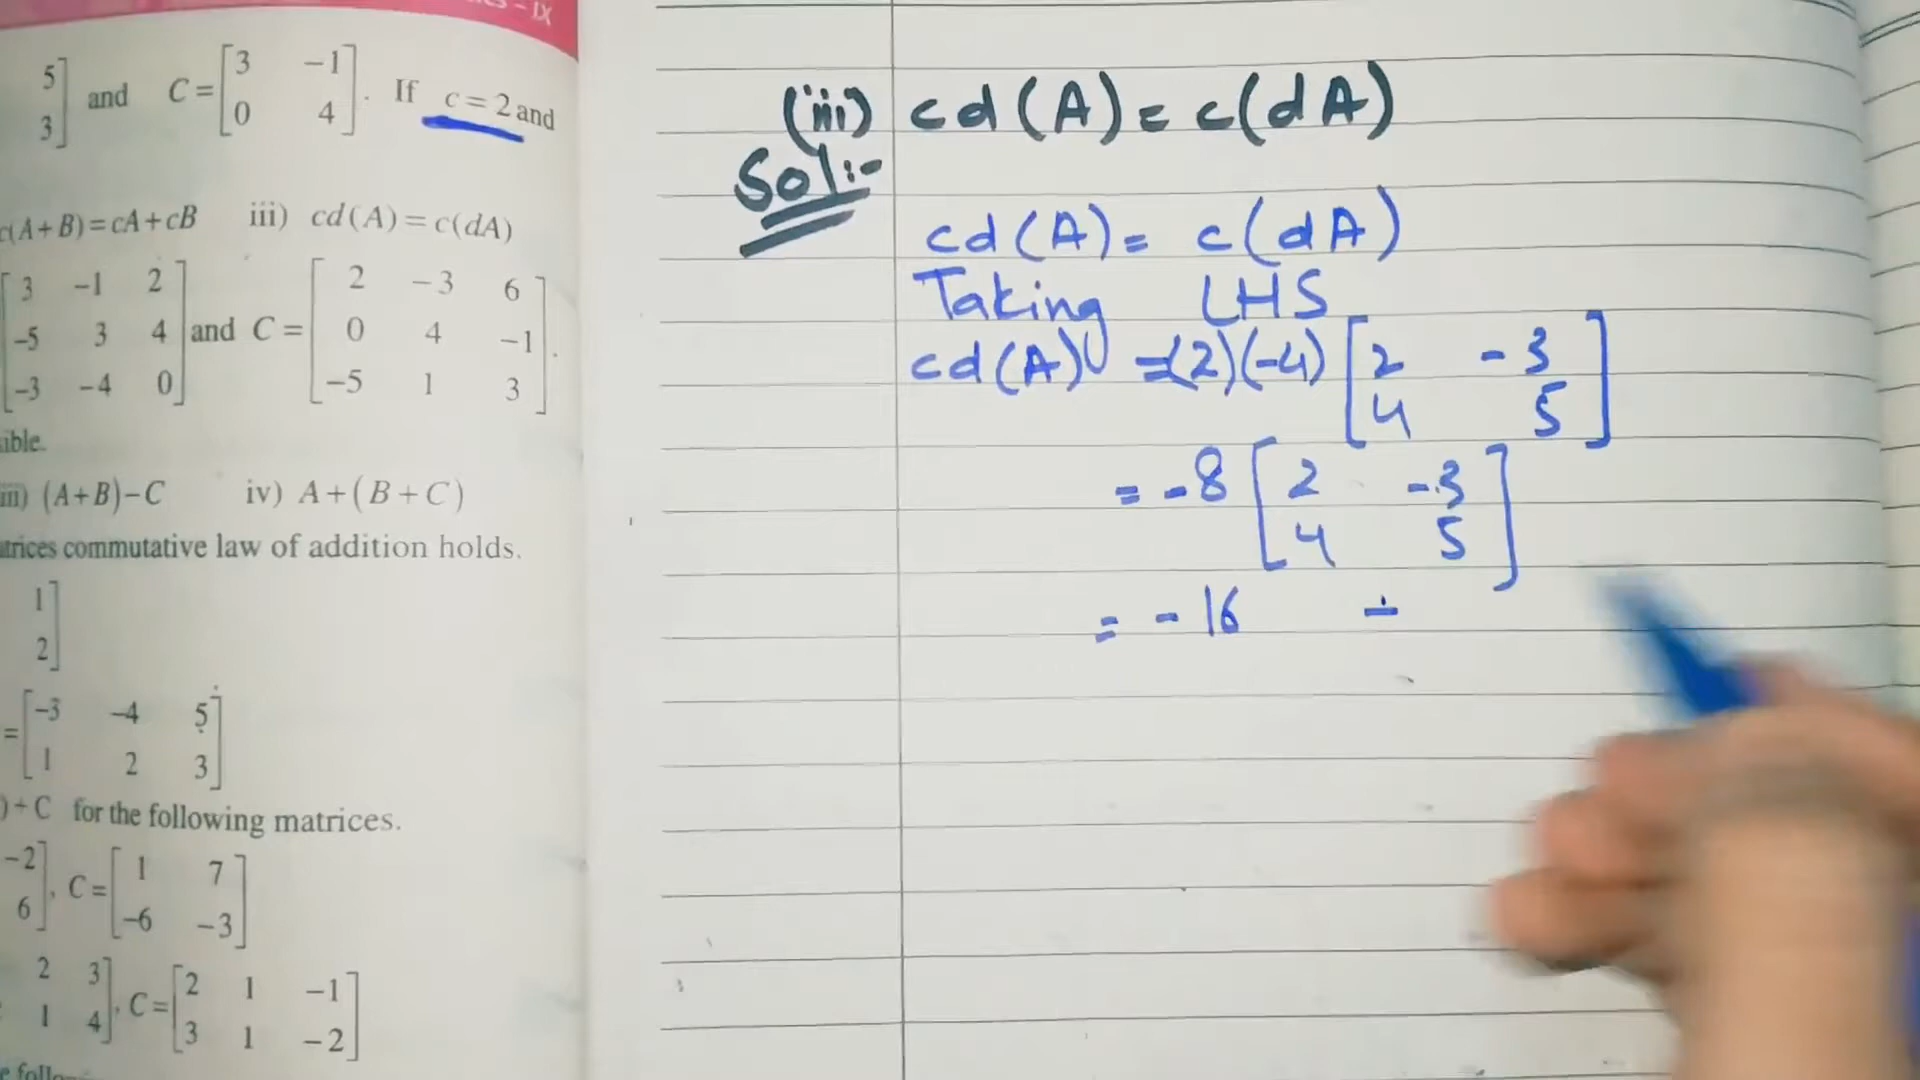 – IX
5] and C = [3 -1] . If c = 2 and
3] [0 4]
c(A+B)=cA+cB iii) cd(A)=c(dA)
[3 -1 2] [2 -3 6]
[-5 3 4] and C = [0 4 -1] .
[-3 -4 0] [-5 1 3]
ible.
iii) (A+B)-C iv) A+(B+C)
atrices commutative law of addition holds.
1]
2]
= [-3 -4 5]
[1 2 3]
)+C for the following matrices.
-2] , C = [1 7]
6] [-6 -3]
2 3] , C = [2 1 -1]
1 4] [3 1 -2]
(iii) cd(A) = c(dA)
Sol:-
cd(A) = c(dA)
Taking LHS
cd(A) = (2)(-4) [2 -3]
[4 5]
= -8 [2 -3]
[4 5]
= - 16 ÷